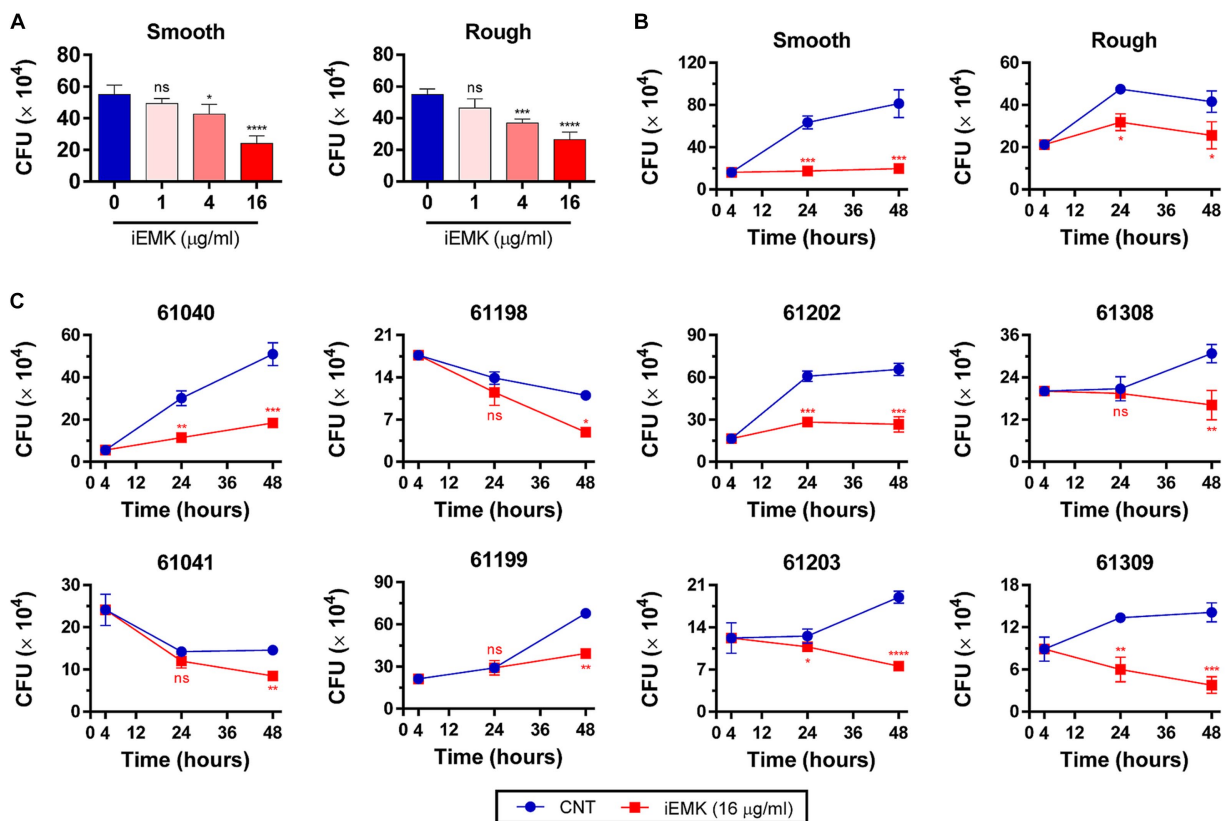 A
Smooth
CFU (× 10⁴)
80
60
40
20
0
ns
*
****
0 1 4 16
iEMK (μg/ml)
Rough
CFU (× 10⁴)
80
60
40
20
0
ns
***
****
0 1 4 16
iEMK (μg/ml)
B
Smooth
CFU (× 10⁴)
120
80
40
0
***
***
0 4 12 24 36 48
Time (hours)
Rough
CFU (× 10⁴)
60
40
20
0
*
*
0 4 12 24 36 48
Time (hours)
C
61040
CFU (× 10⁴)
60
40
20
0
**
***
0 4 12 24 36 48
Time (hours)
61198
CFU (× 10⁴)
21
14
7
0
ns
*
0 4 12 24 36 48
Time (hours)
61202
CFU (× 10⁴)
90
60
30
0
***
***
0 4 12 24 36 48
Time (hours)
61308
CFU (× 10⁴)
36
24
12
0
ns
**
0 4 12 24 36 48
Time (hours)
61041
CFU (× 10⁴)
30
20
10
0
ns
**
0 4 12 24 36 48
Time (hours)
61199
CFU (× 10⁴)
90
60
30
0
ns
**
0 4 12 24 36 48
Time (hours)
61203
CFU (× 10⁴)
21
14
7
0
*
****
0 4 12 24 36 48
Time (hours)
61309
CFU (× 10⁴)
18
12
6
0
**
***
0 4 12 24 36 48
Time (hours)
CNT iEMK (16 μg/ml)